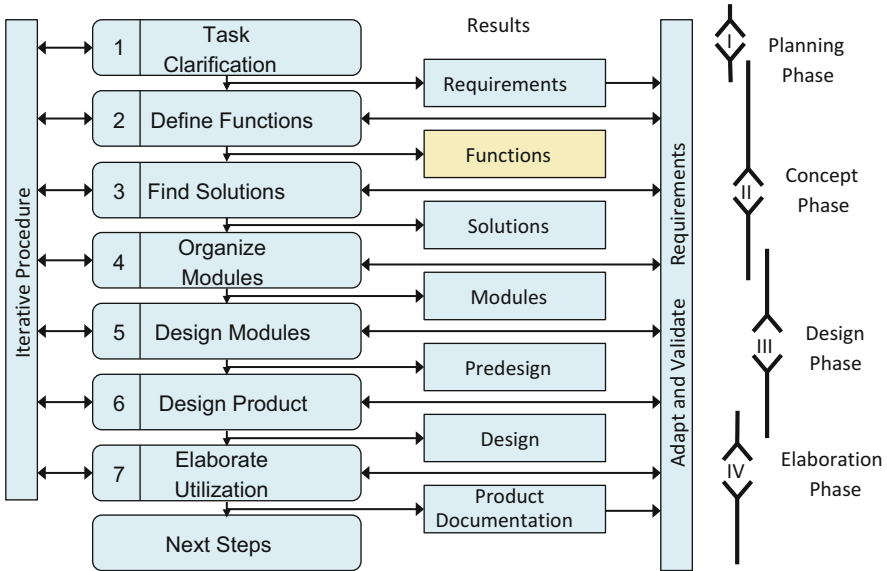 Results
Iterative Procedure
1
Task
Clarification
Requirements
2
Define Functions
Functions
3
Find Solutions
Solutions
4
Organize
Modules
Modules
5
Design Modules
Predesign
6
Design Product
Design
7
Elaborate
Utilization
Product
Documentation
Next Steps
Adapt and Validate Requirements
I
Planning
Phase
II
Concept
Phase
III
Design
Phase
IV
Elaboration
Phase